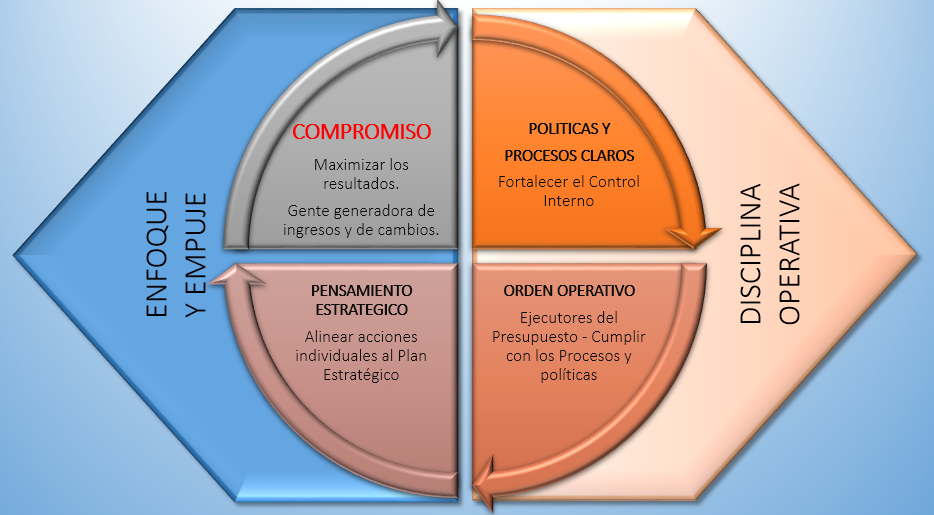 ENFOQUE
Y EMPUJE
COMPROMISO
Maximizar los
resultados.
Gente generadora de
ingresos y de cambios.
POLITICAS Y
PROCESOS CLAROS
Fortalecer el Control
Interno
PENSAMIENTO
ESTRATEGICO
Alinear acciones
individuales al Plan
Estratégico
ORDEN OPERATIVO
Ejecutores del
Presupuesto - Cumplir
con los Procesos y
políticas
DISCIPLINA
OPERATIVA